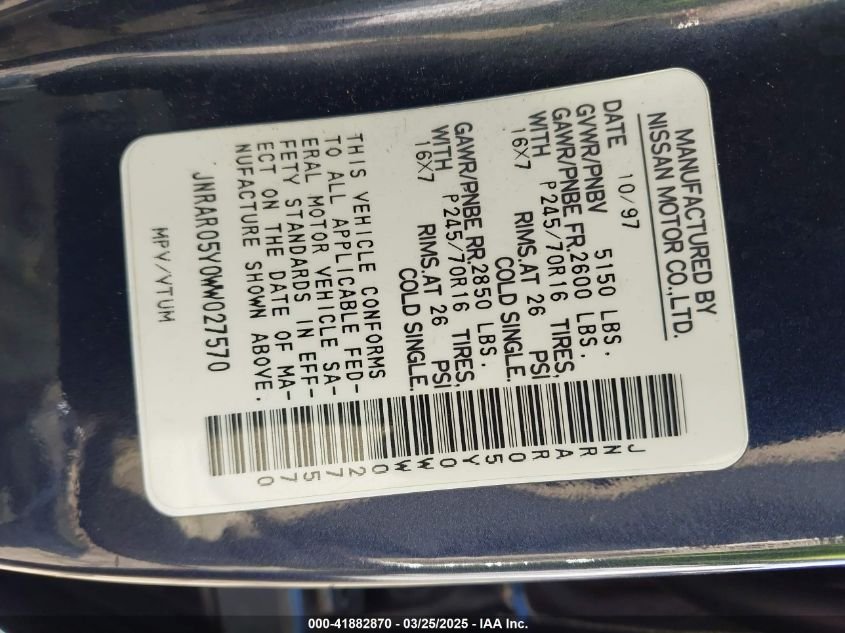 MANUFACTURED BY
NISSAN MOTOR CO.,LTD.
DATE 10/97
GVWR/PNBV 5150 LBS.
GAWR/PNBE FR.2600 LBS.
WITH P245/70R16 TIRES,
16X7 RIMS.AT 26 PSI
COLD SINGLE.
GAWR/PNBE RR.2850 LBS.
WITH P245/70R16 TIRES,
16X7 RIMS.AT 26 PSI
COLD SINGLE.
THIS VEHICLE CONFORMS
TO ALL APPLICABLE FED-
ERAL MOTOR VEHICLE SA-
FETY STANDARDS IN EFF-
ECT ON THE DATE OF MA-
NUFACTURE SHOWN ABOVE.
JNRAR05Y0WW027570
MPV/VTUM
JNRAR05Y0WW027570
000-41882870 - 03/25/2025 - IAA Inc.